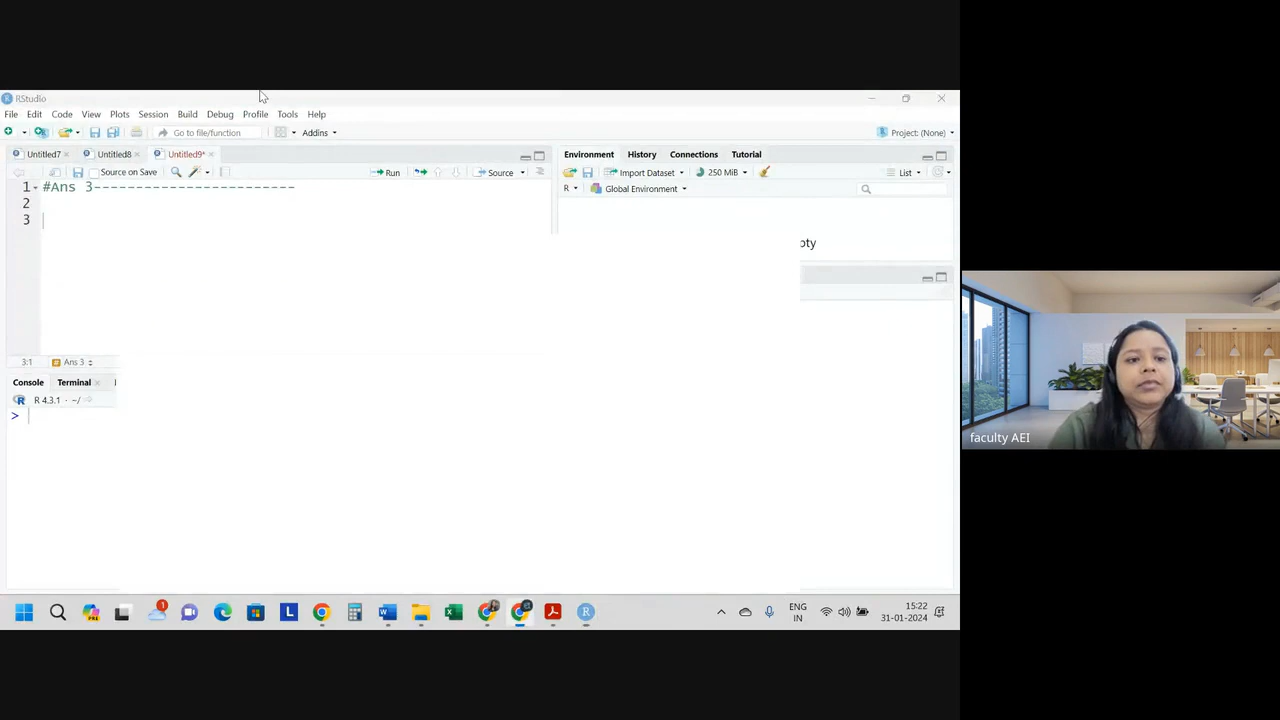 RStudio
File Edit Code View Plots Session Build Debug Profile Tools Help
Go to file/function Addins Project: (None)
Untitled7 Untitled8 Untitled9*
Source on Save Run Source
1 #Ans 3------------------------
2
3
3:1 Ans 3
Console Terminal
R 4.3.1 · ~/
>
Environment History Connections Tutorial
Import Dataset 250 MiB List
R Global Environment
pty
faculty AEI
1
PRE
L
ENG
IN
15:22
31-01-2024